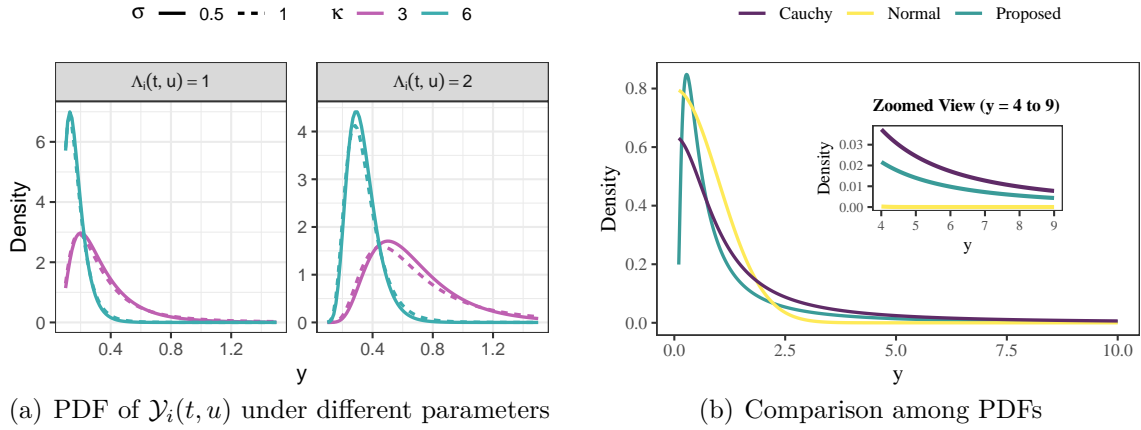 σ 0.5 1 κ 3 6
Λi(t, u) = 1
Λi(t, u) = 2
Density
6
4
2
0
4
3
2
1
0
0.4 0.8 1.2
0.4 0.8 1.2
y
(a) PDF of 𝒴i(t, u) under different parameters
Cauchy Normal Proposed
Density
0.8
0.6
0.4
0.2
0.0
0.0 2.5 5.0 7.5 10.0
y
Zoomed View (y = 4 to 9)
Density
0.03
0.02
0.01
0.00
4 5 6 7 8 9
y
(b) Comparison among PDFs